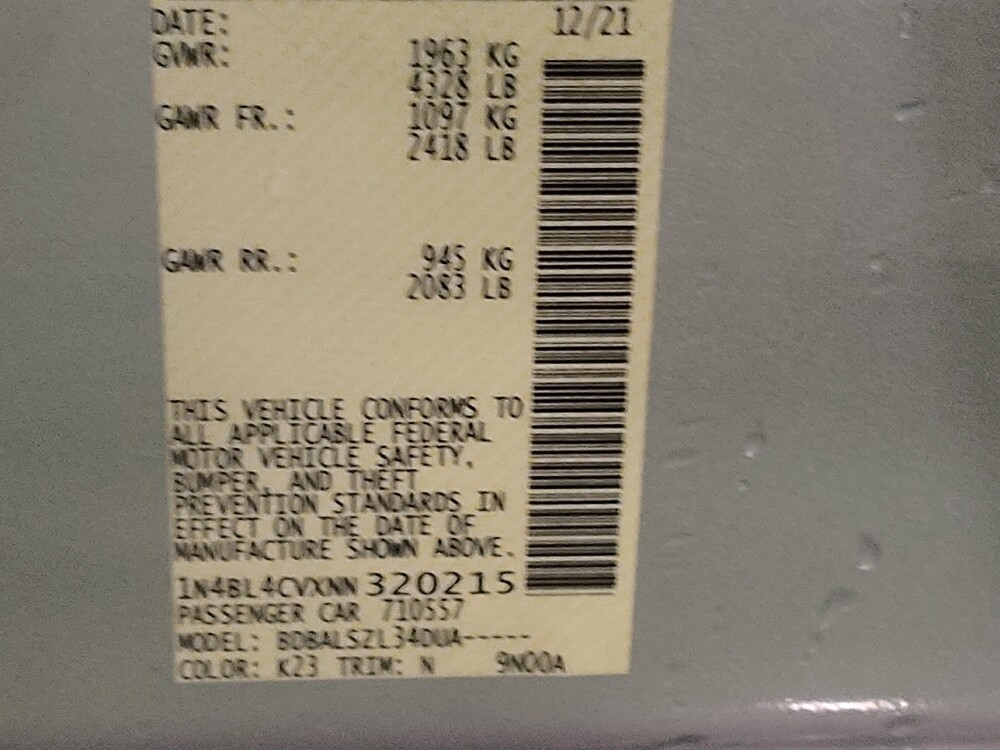 DATE: 12/21
GVWR: 1963 KG
4328 LB
GAWR FR.: 1097 KG
2418 LB
GAWR RR.: 945 KG
2083 LB
THIS VEHICLE CONFORMS TO
ALL APPLICABLE FEDERAL
MOTOR VEHICLE SAFETY,
BUMPER, AND THEFT
PREVENTION STANDARDS IN
EFFECT ON THE DATE OF
MANUFACTURE SHOWN ABOVE.
1N4BL4CVXNN320215
PASSENGER CAR 710557
MODEL: BDBALSZL34DUA-----
COLOR: K23 TRIM: N 9N00A